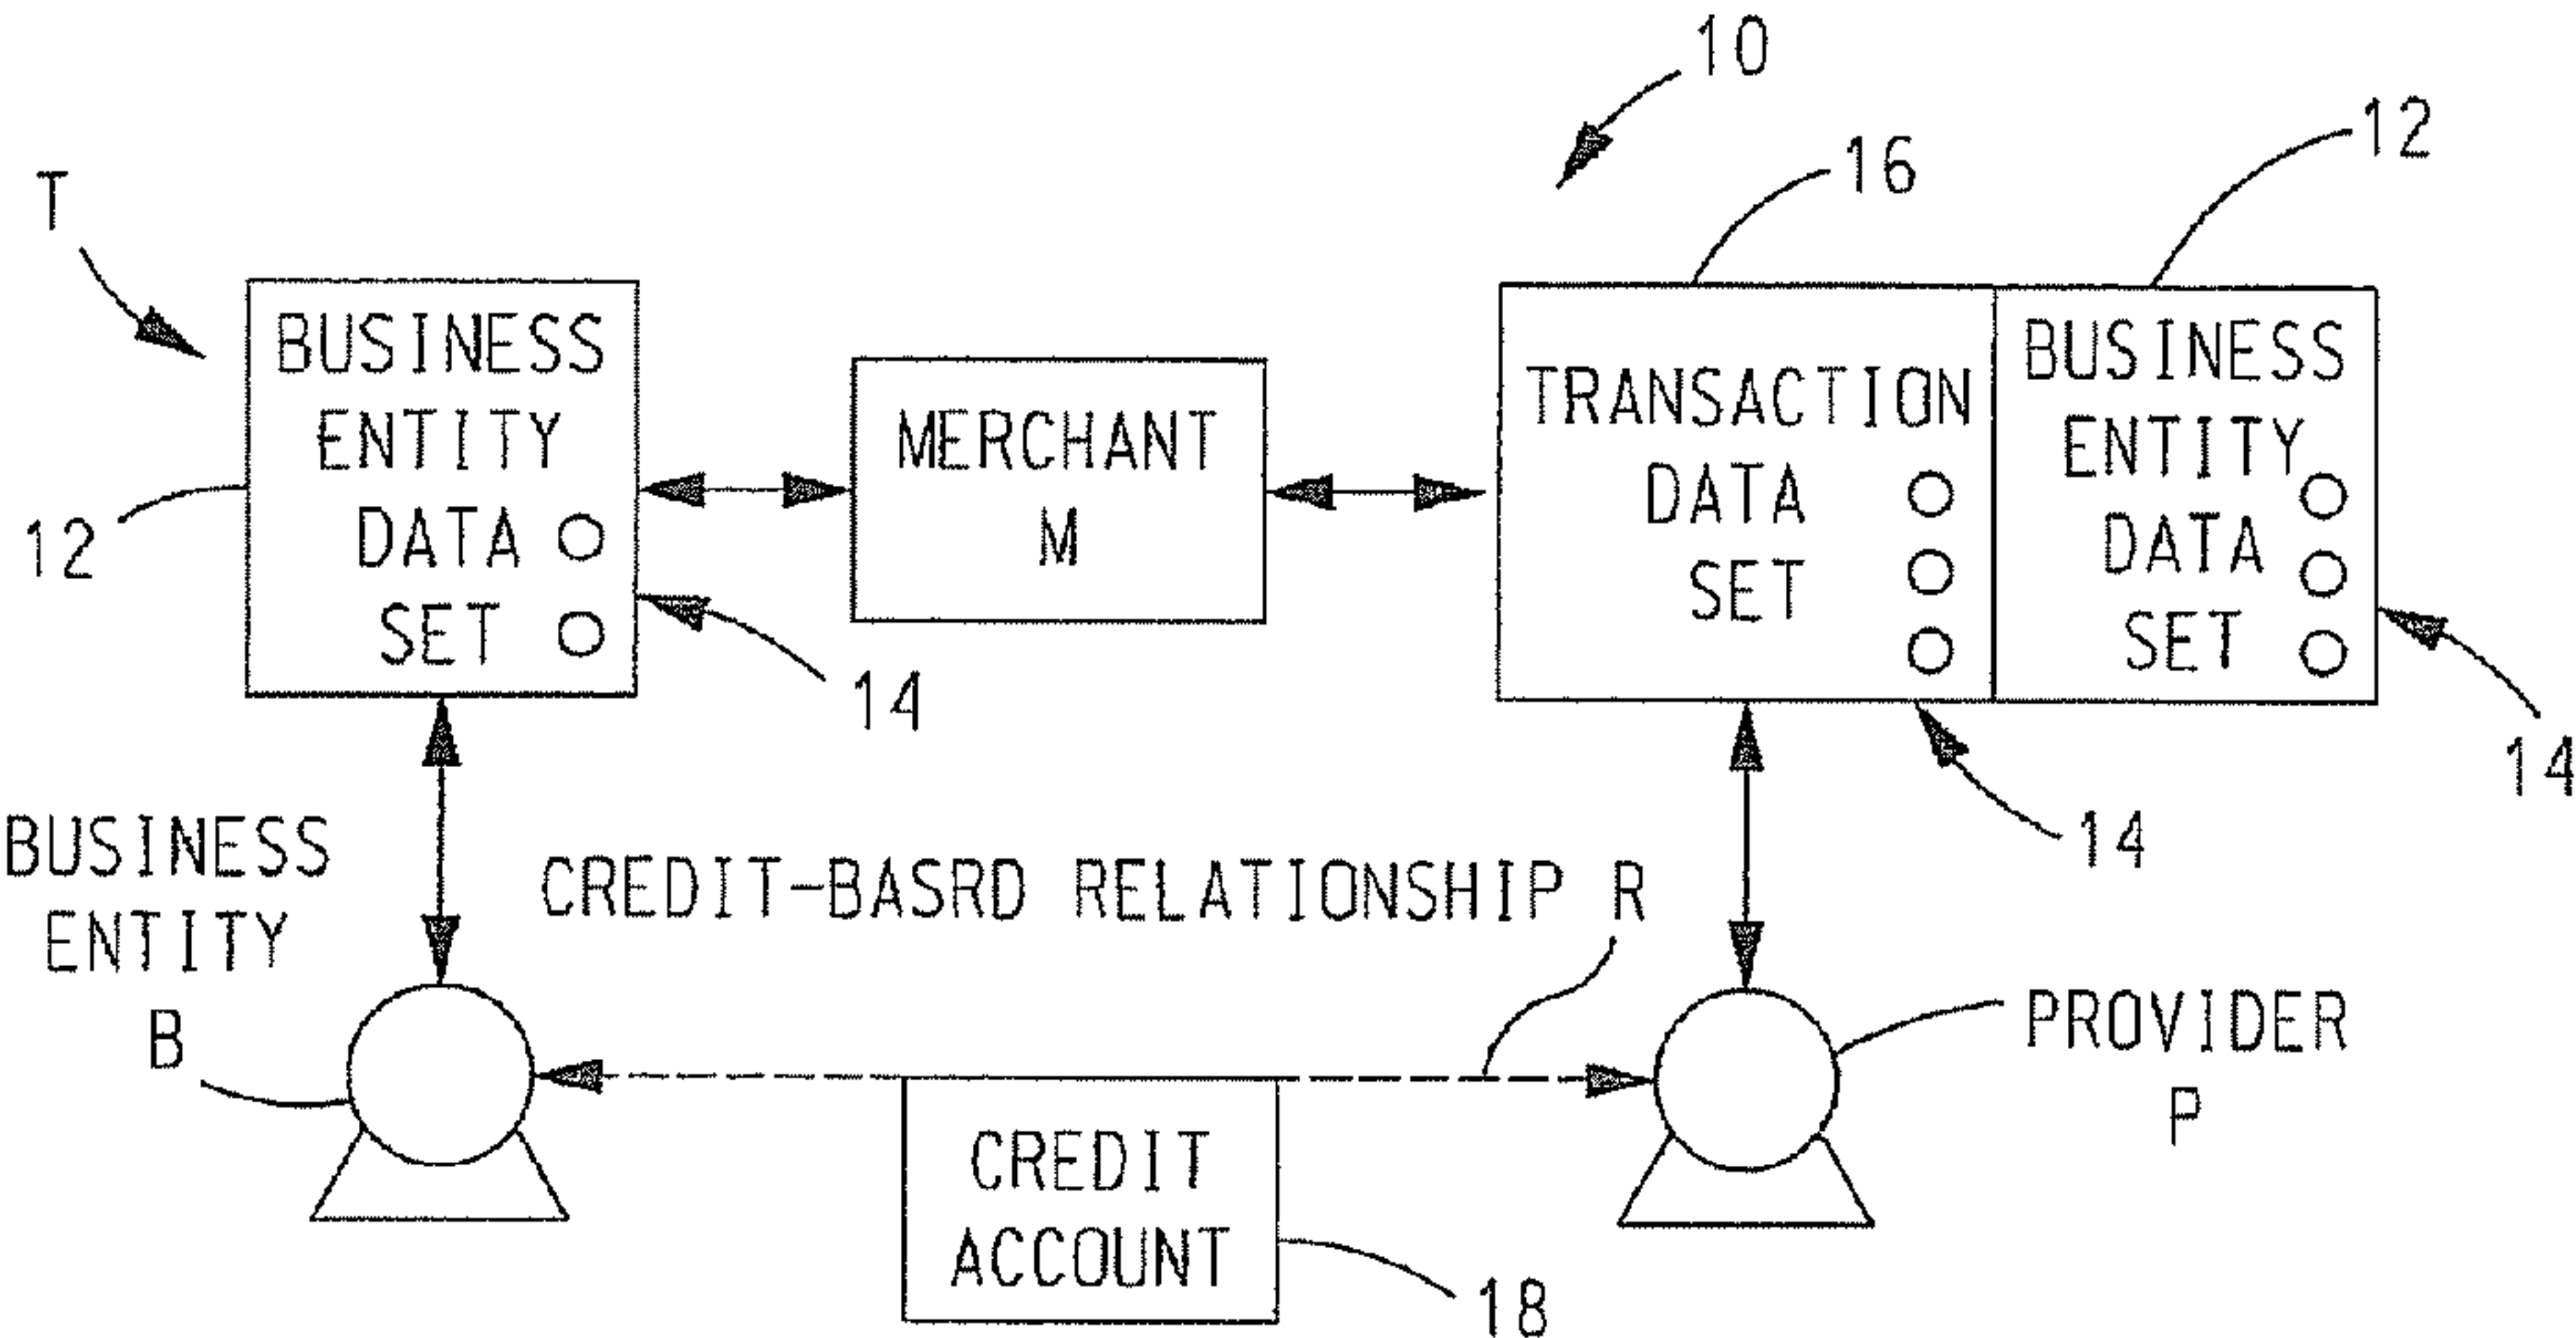 10
12
16
T
BUSINESS
ENTITY
DATA
SET
MERCHANT
M
TRANSACTION
DATA
SET
BUSINESS
ENTITY
DATA
SET
12
14
14
14
BUSINESS
ENTITY
B
CREDIT-BASRD RELATIONSHIP R
PROVIDER
P
CREDIT
ACCOUNT
18